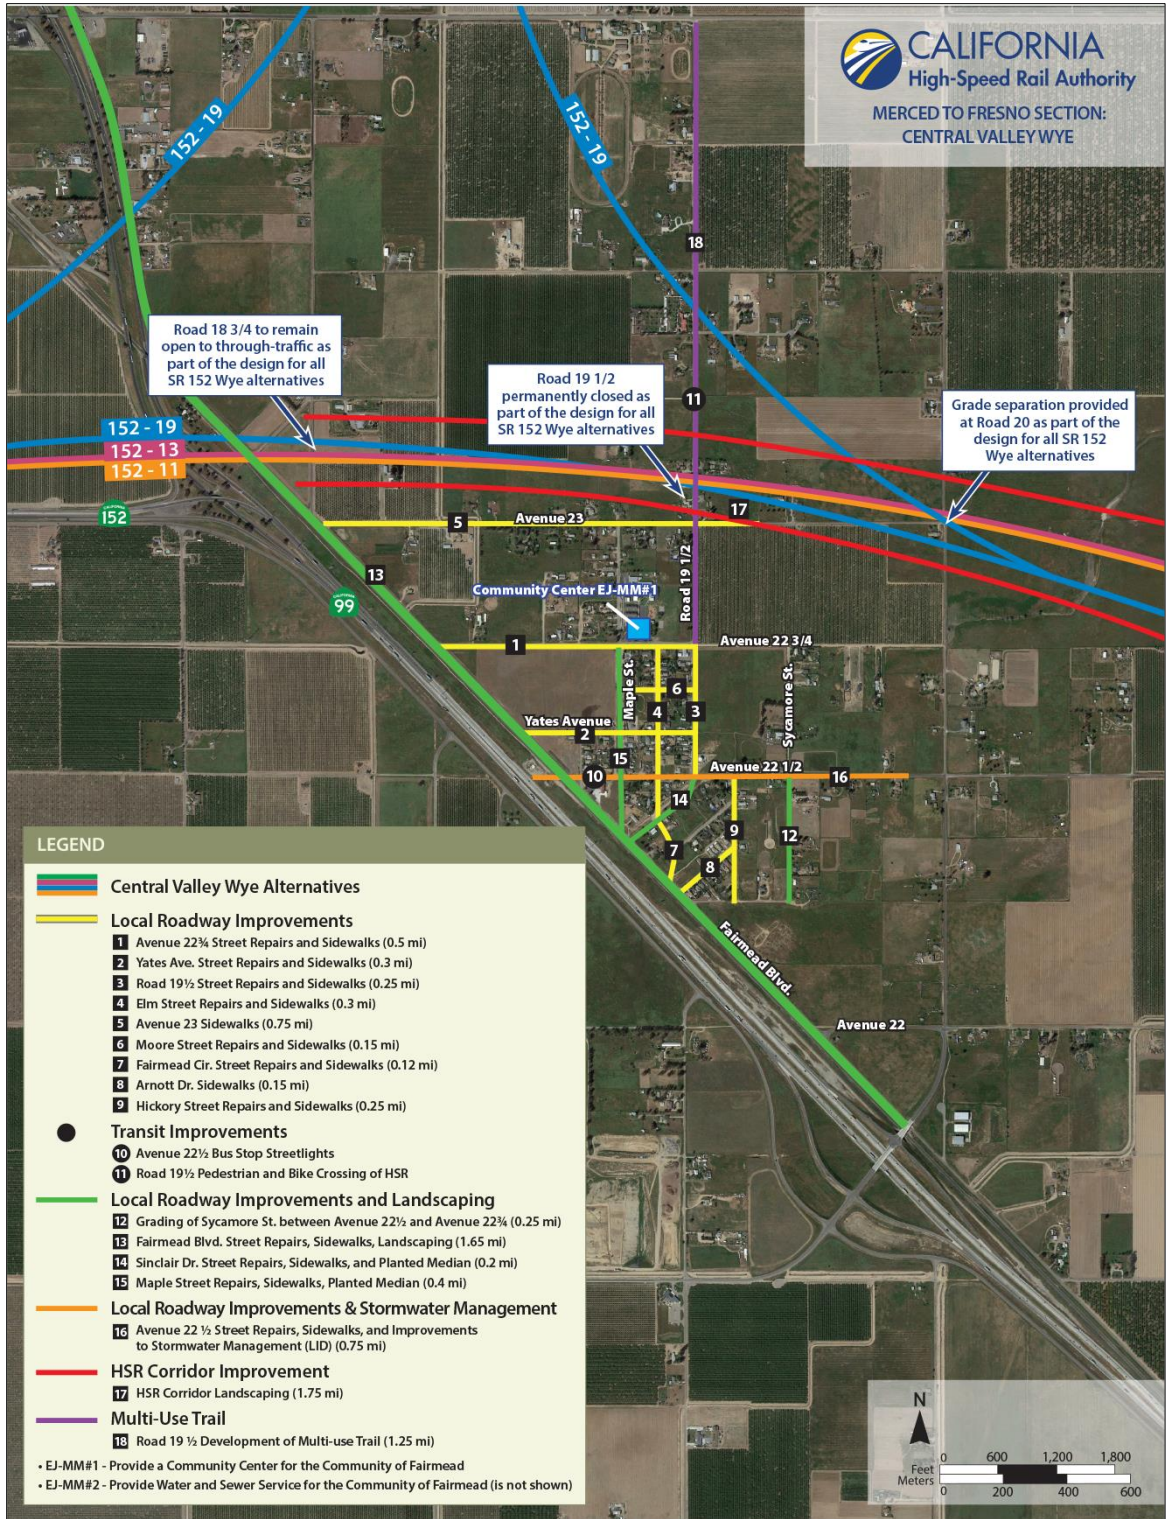 CALIFORNIA
High-Speed Rail Authority
MERCED TO FRESNO SECTION:
CENTRAL VALLEY WYE
152 - 19
152 - 19
18
Road 18 3/4 to remain
open to through-traffic as
part of the design for all
SR 152 Wye alternatives
Road 19 1/2
permanently closed as
part of the design for all
SR 152 Wye alternatives
11
Grade separation provided
at Road 20 as part of the
design for all SR 152
Wye alternatives
152 - 19
152 - 13
152 - 11
CALIFORNIA
152
5
Avenue 23
17
13
CALIFORNIA
99
Community Center EJ-MM#1
Road 19 1/2
1
Avenue 22 3/4
Maple St.
6
4
3
Sycamore St.
Yates Avenue
2
15
Avenue 22 1/2
10
16
14
9
12
7
8
Fairmead Blvd.
Avenue 22
LEGEND
Central Valley Wye Alternatives
Local Roadway Improvements
1 Avenue 22¾ Street Repairs and Sidewalks (0.5 mi)
2 Yates Ave. Street Repairs and Sidewalks (0.3 mi)
3 Road 19½ Street Repairs and Sidewalks (0.25 mi)
4 Elm Street Repairs and Sidewalks (0.3 mi)
5 Avenue 23 Sidewalks (0.75 mi)
6 Moore Street Repairs and Sidewalks (0.15 mi)
7 Fairmead Cir. Street Repairs and Sidewalks (0.12 mi)
8 Arnott Dr. Sidewalks (0.15 mi)
9 Hickory Street Repairs and Sidewalks (0.25 mi)
Transit Improvements
10 Avenue 22½ Bus Stop Streetlights
11 Road 19½ Pedestrian and Bike Crossing of HSR
Local Roadway Improvements and Landscaping
12 Grading of Sycamore St. between Avenue 22½ and Avenue 22¾ (0.25 mi)
13 Fairmead Blvd. Street Repairs, Sidewalks, Landscaping (1.65 mi)
14 Sinclair Dr. Street Repairs, Sidewalks, and Planted Median (0.2 mi)
15 Maple Street Repairs, Sidewalks, Planted Median (0.4 mi)
Local Roadway Improvements & Stormwater Management
16 Avenue 22 ½ Street Repairs, Sidewalks, and Improvements
to Stormwater Management (LID) (0.75 mi)
HSR Corridor Improvement
17 HSR Corridor Landscaping (1.75 mi)
Multi-Use Trail
18 Road 19 ½ Development of Multi-use Trail (1.25 mi)
• EJ-MM#1 - Provide a Community Center for the Community of Fairmead
• EJ-MM#2 - Provide Water and Sewer Service for the Community of Fairmead (is not shown)
N
0 600 1,200 1,800
Feet
Meters
0 200 400 600